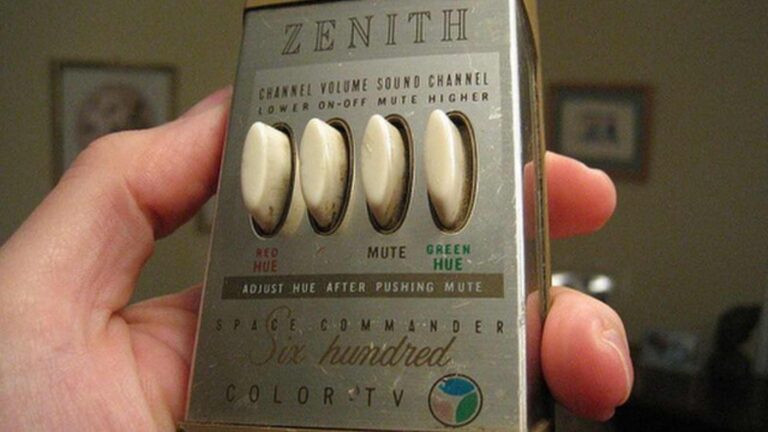 ZENITH
CHANNEL VOLUME SOUND CHANNEL
LOWER ON-OFF MUTE HIGHER
RED MUTE GREEN
HUE HUE
ADJUST HUE AFTER PUSHING MUTE
SPACE COMMANDER
Six hundred
COLOR TV